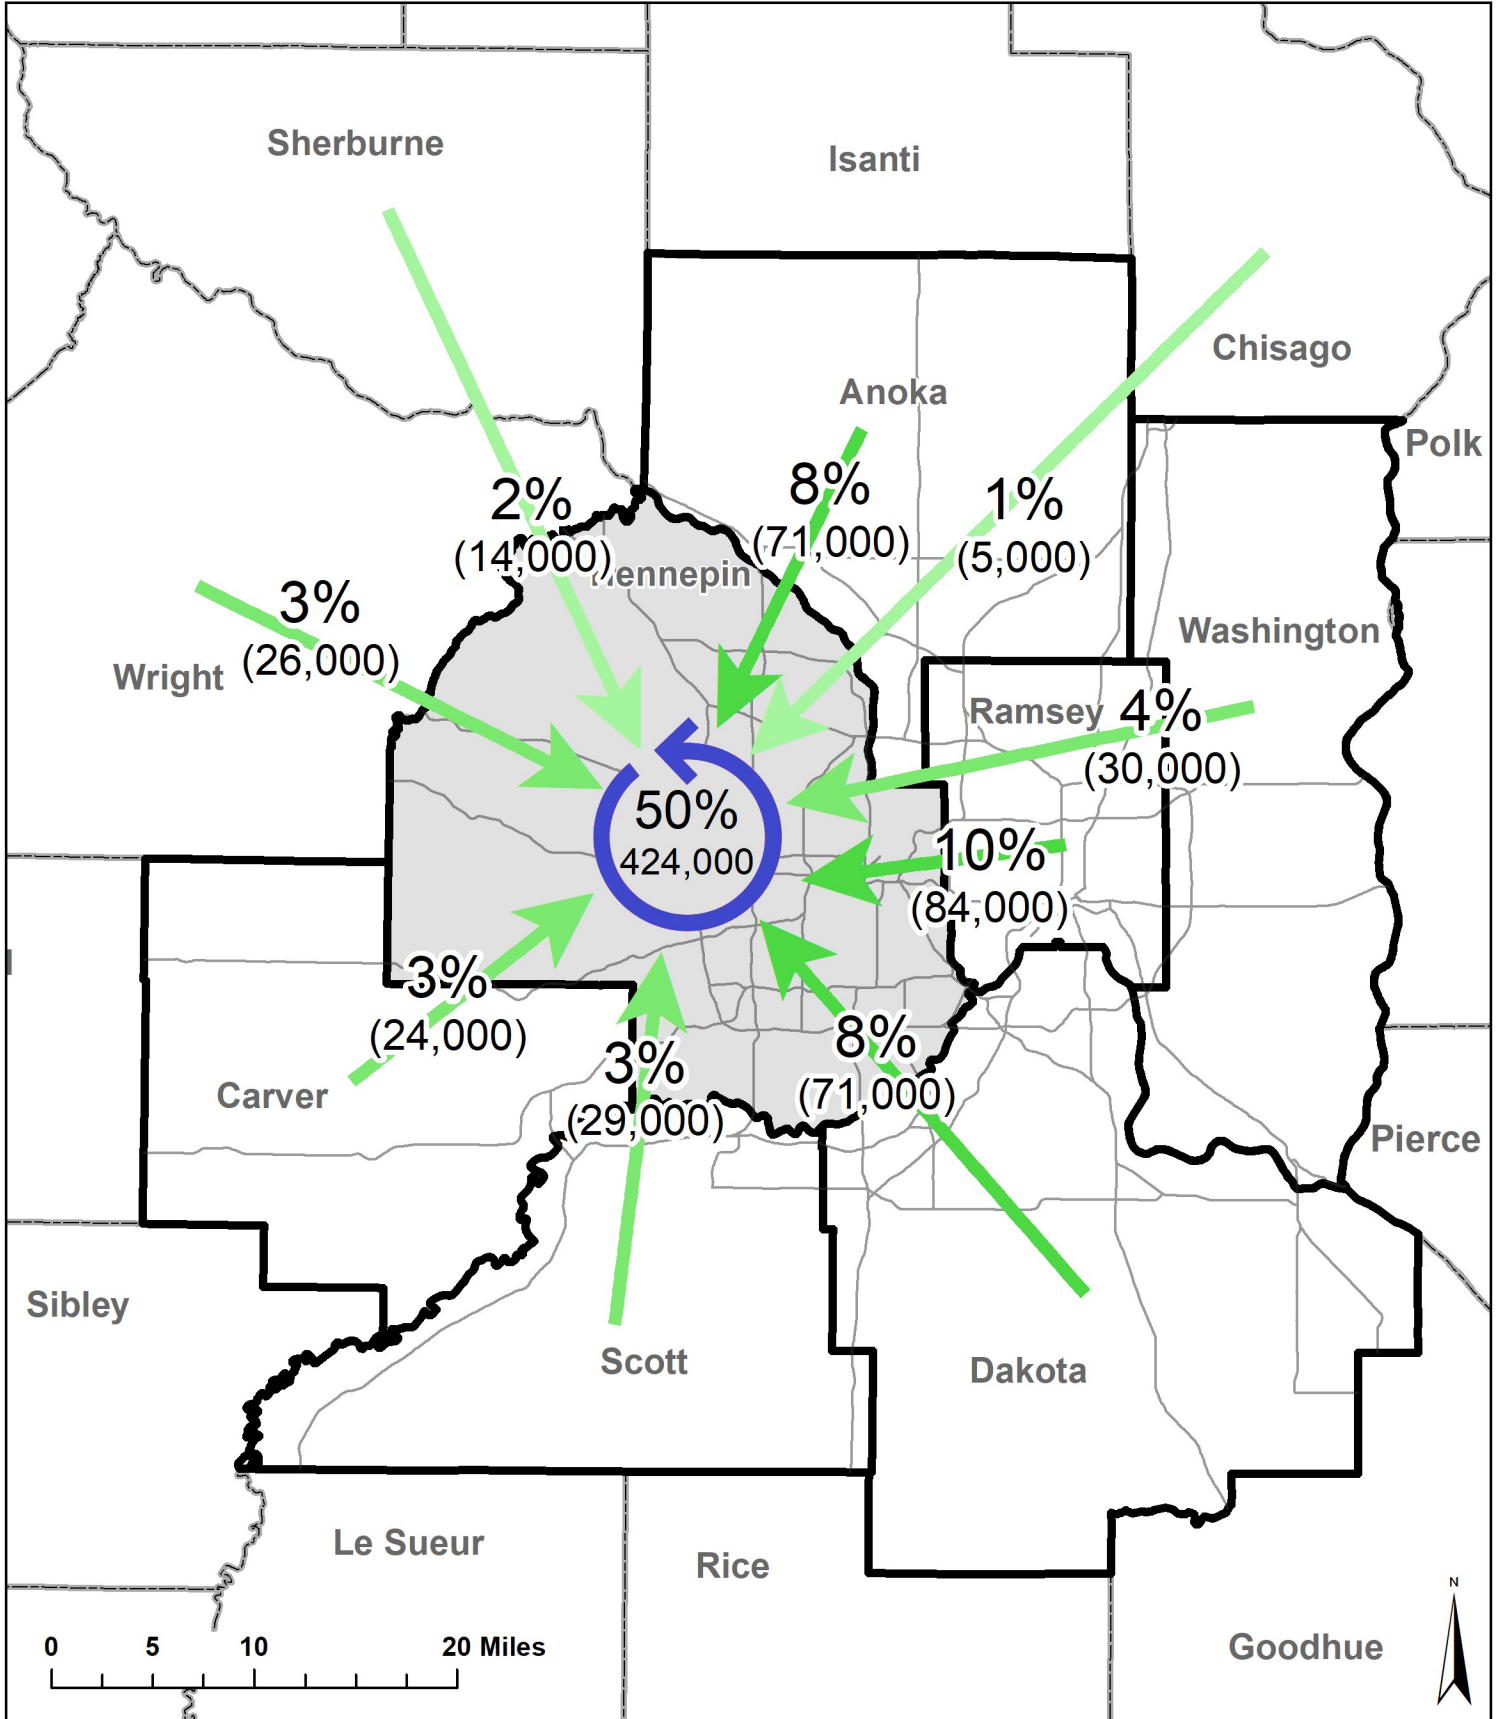 Sherburne
Isanti
Chisago
Anoka
Polk
2%
(14,000)
8%
(71,000)
1%
(5,000)
Hennepin
3%
(26,000)
Wright
Washington
Ramsey
4%
(30,000)
50%
424,000
10%
(84,000)
3%
(24,000)
Carver
3%
(29,000)
8%
(71,000)
Pierce
Sibley
Scott
Dakota
Le Sueur
Rice
Goodhue
N
0 5 10 20 Miles